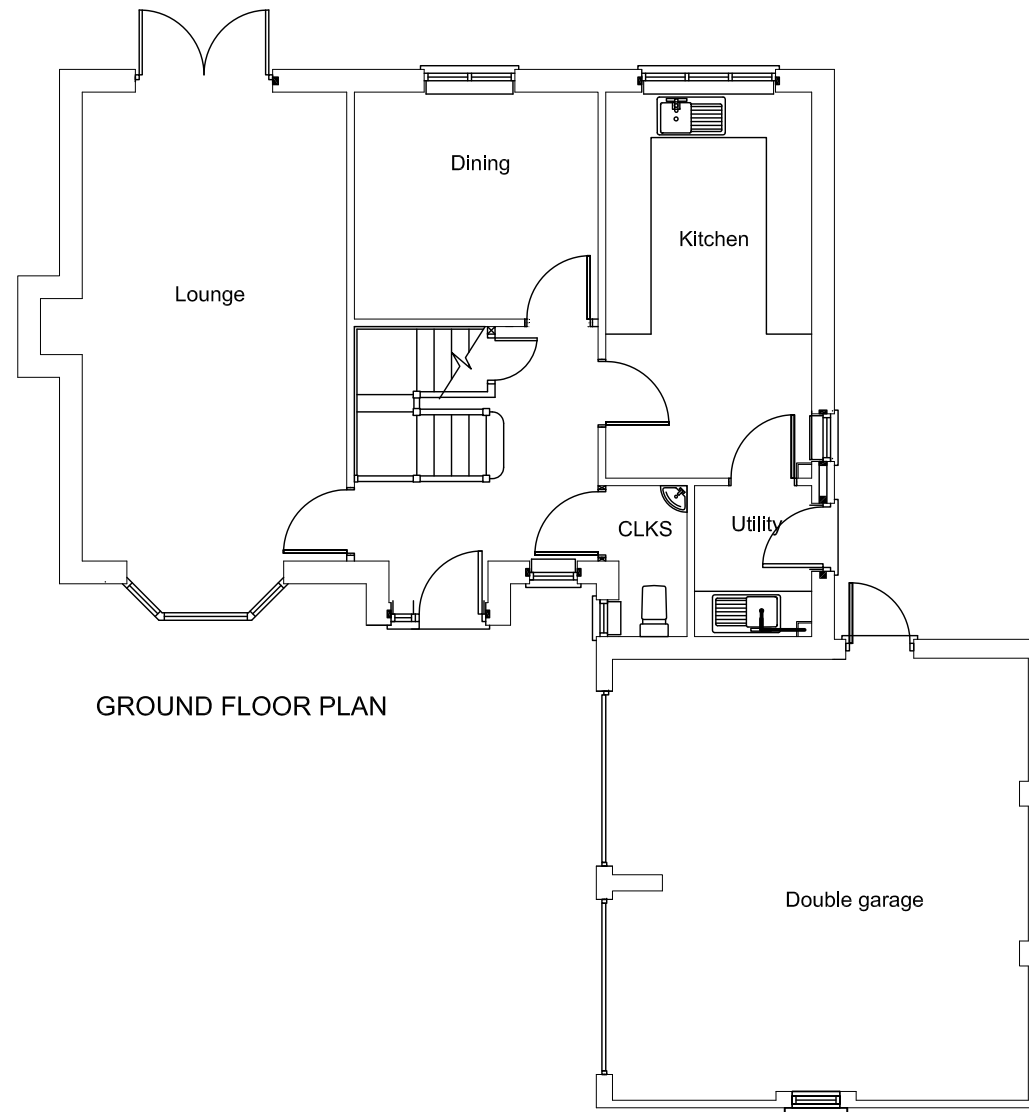 Dining
Kitchen
Lounge
CLKS
Utility
GROUND FLOOR PLAN
Double garage